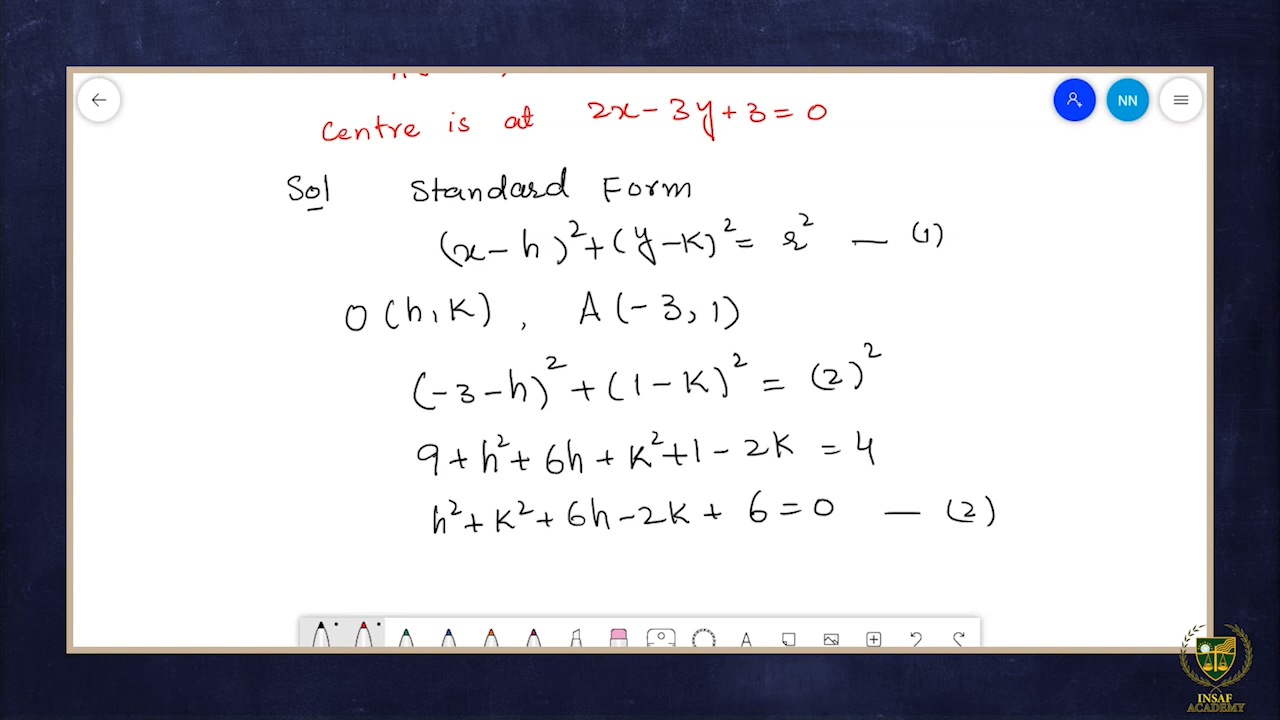 Centre is at 2x-3y+3=0
Sol Standard Form
(x-h)²+(y-k)²= r² — (1)
O(h,k), A(-3,1)
(-3-h)²+(1-k)² = (2)²
9+h²+6h+k²+1-2k = 4
h²+k²+6h-2k+6=0 — (2)
NN
INSAF
ACADEMY